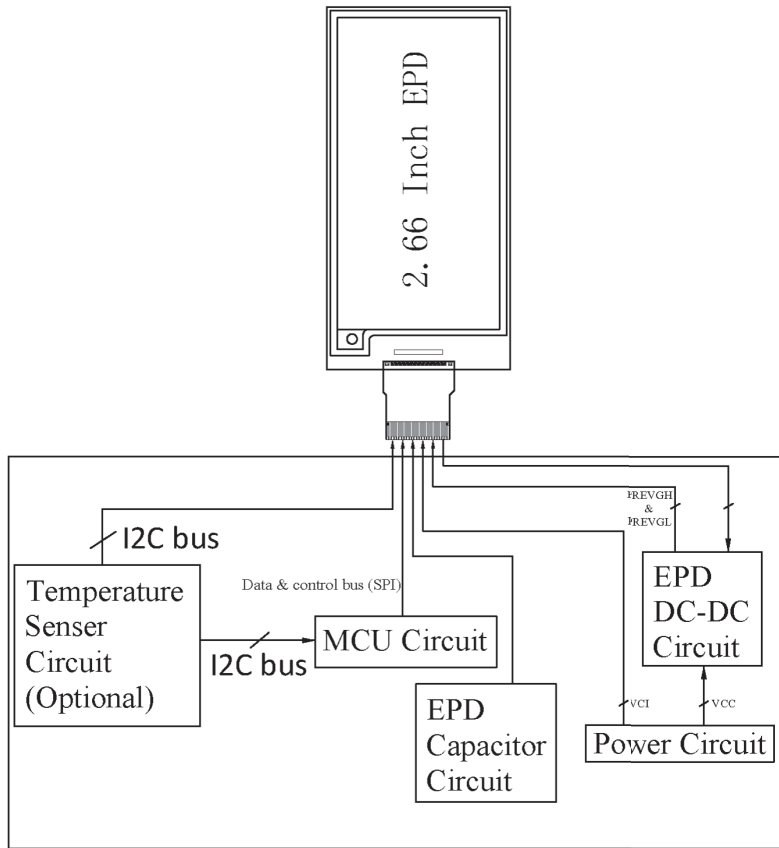 2.66 Inch EPD
PREVGH
&
PREVGL
I2C bus
Temperature
Senser
Circuit
(Optional)
Data & control bus (SPI)
EPD
DC-DC
Circuit
MCU Circuit
I2C bus
EPD
Capacitor
Circuit
VCI
VCC
Power Circuit